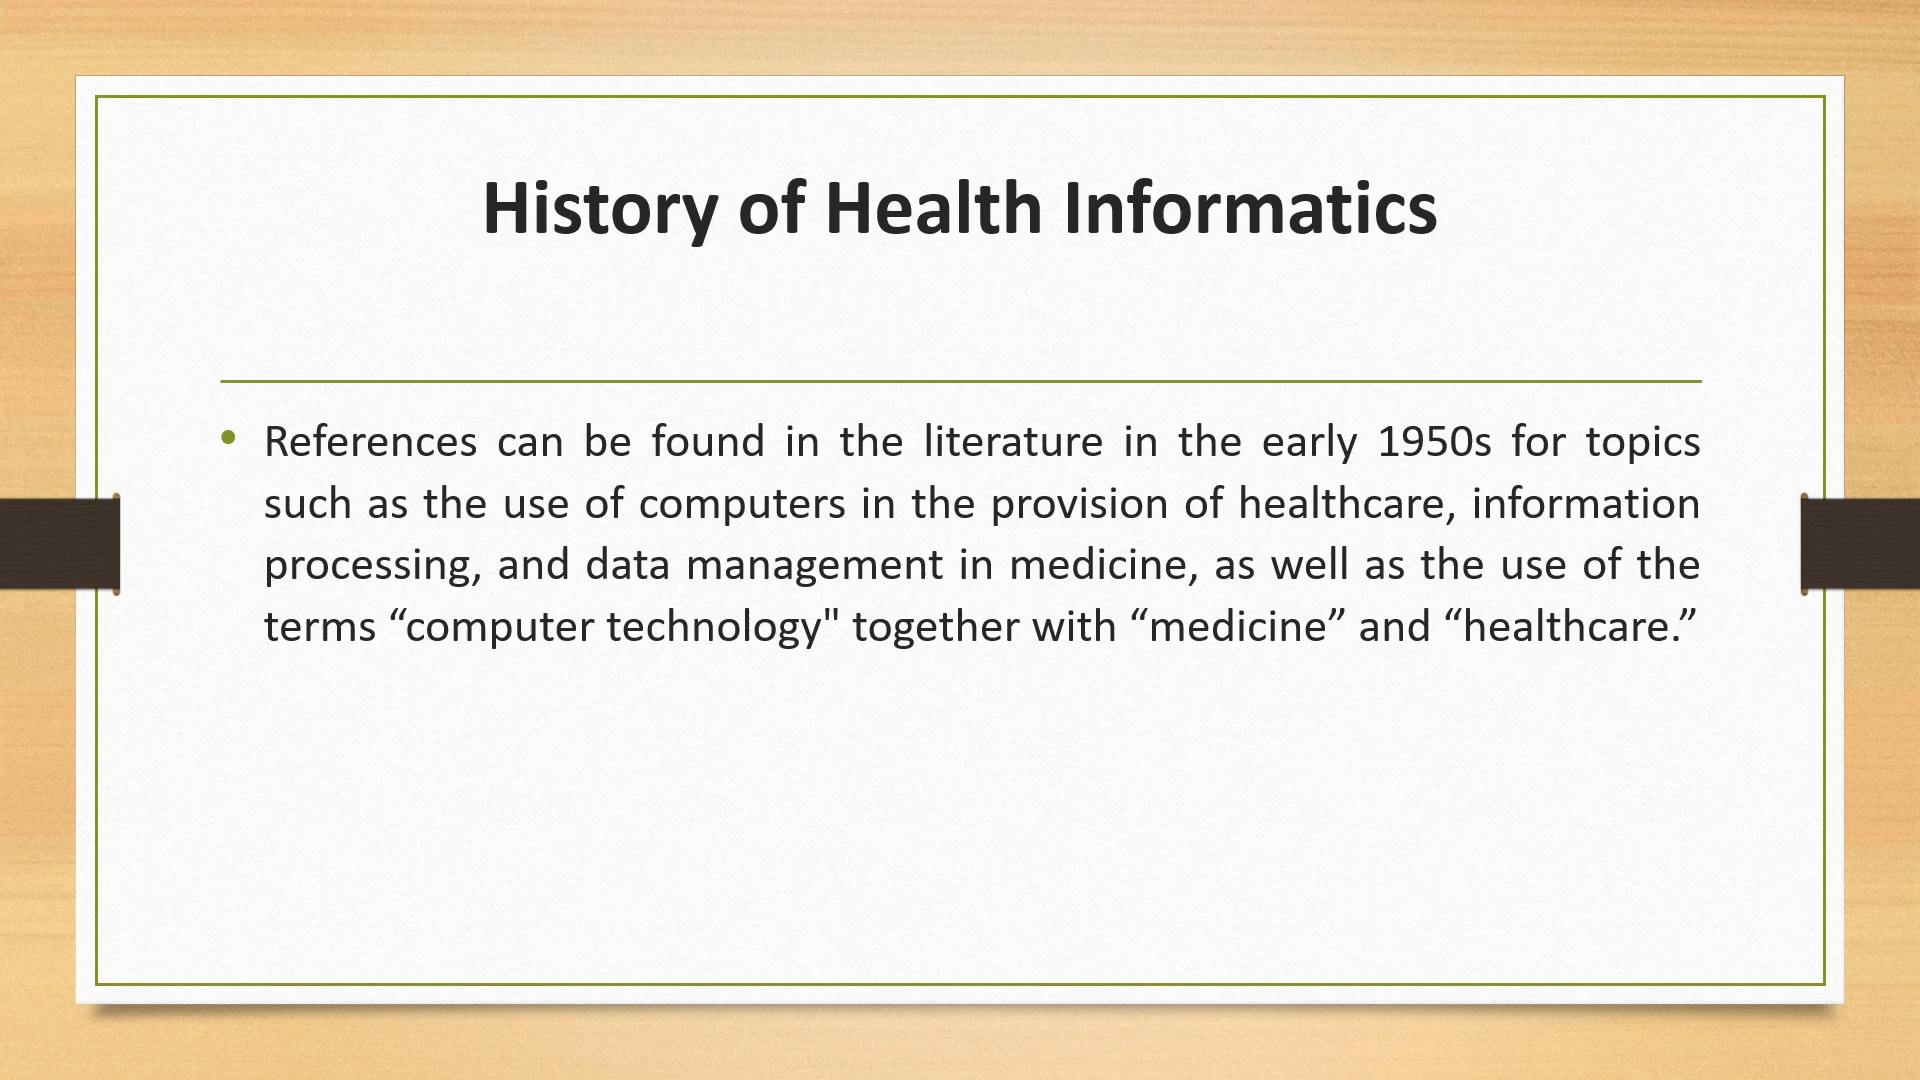 History of Health Informatics
• References can be found in the literature in the early 1950s for topics
such as the use of computers in the provision of healthcare, information
processing, and data management in medicine, as well as the use of the
terms “computer technology" together with “medicine” and “healthcare.”